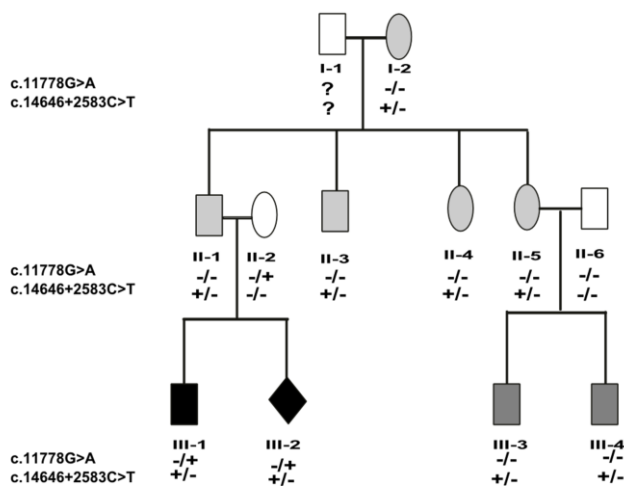 I-1 I-2
c.11778G>A ? -/-
c.14646+2583C>T ? +/-
II-1 II-2 II-3 II-4 II-5 II-6
c.11778G>A -/- -/+ -/- -/- -/- -/-
c.14646+2583C>T +/- -/- +/- +/- +/- -/-
III-1 III-2 III-3 III-4
c.11778G>A -/+ -/+ -/- -/-
c.14646+2583C>T +/- +/- +/- +/-